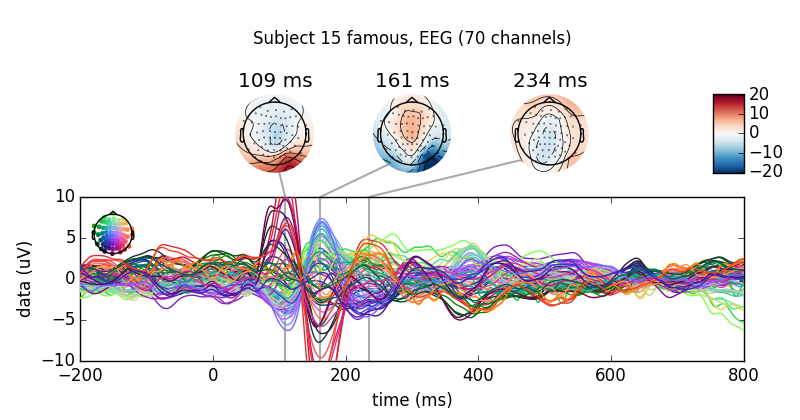 Subject 15 famous, EEG (70 channels)
109 ms
161 ms
234 ms
20
10
0
−10
−20
10
5
0
−5
−10
data (uV)
−200 0 200 400 600 800
time (ms)